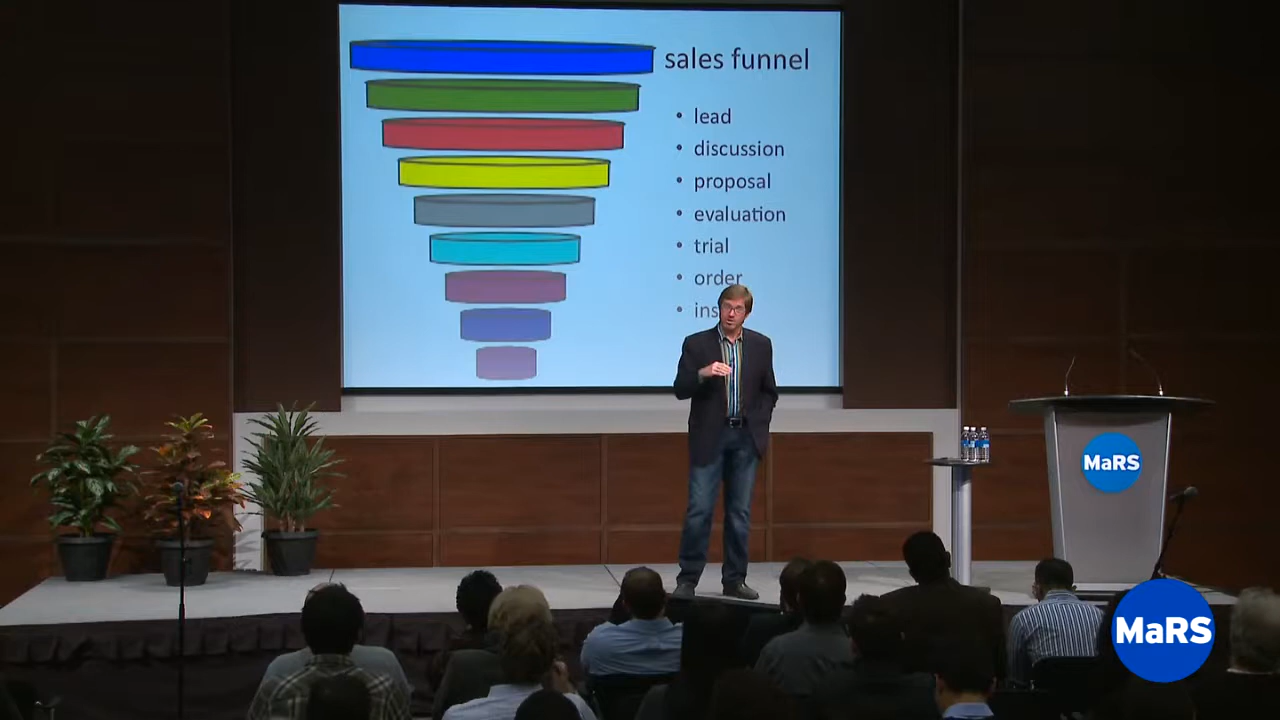 sales funnel
• lead
• discussion
• proposal
• evaluation
• trial
• order
MaRS
MaRS